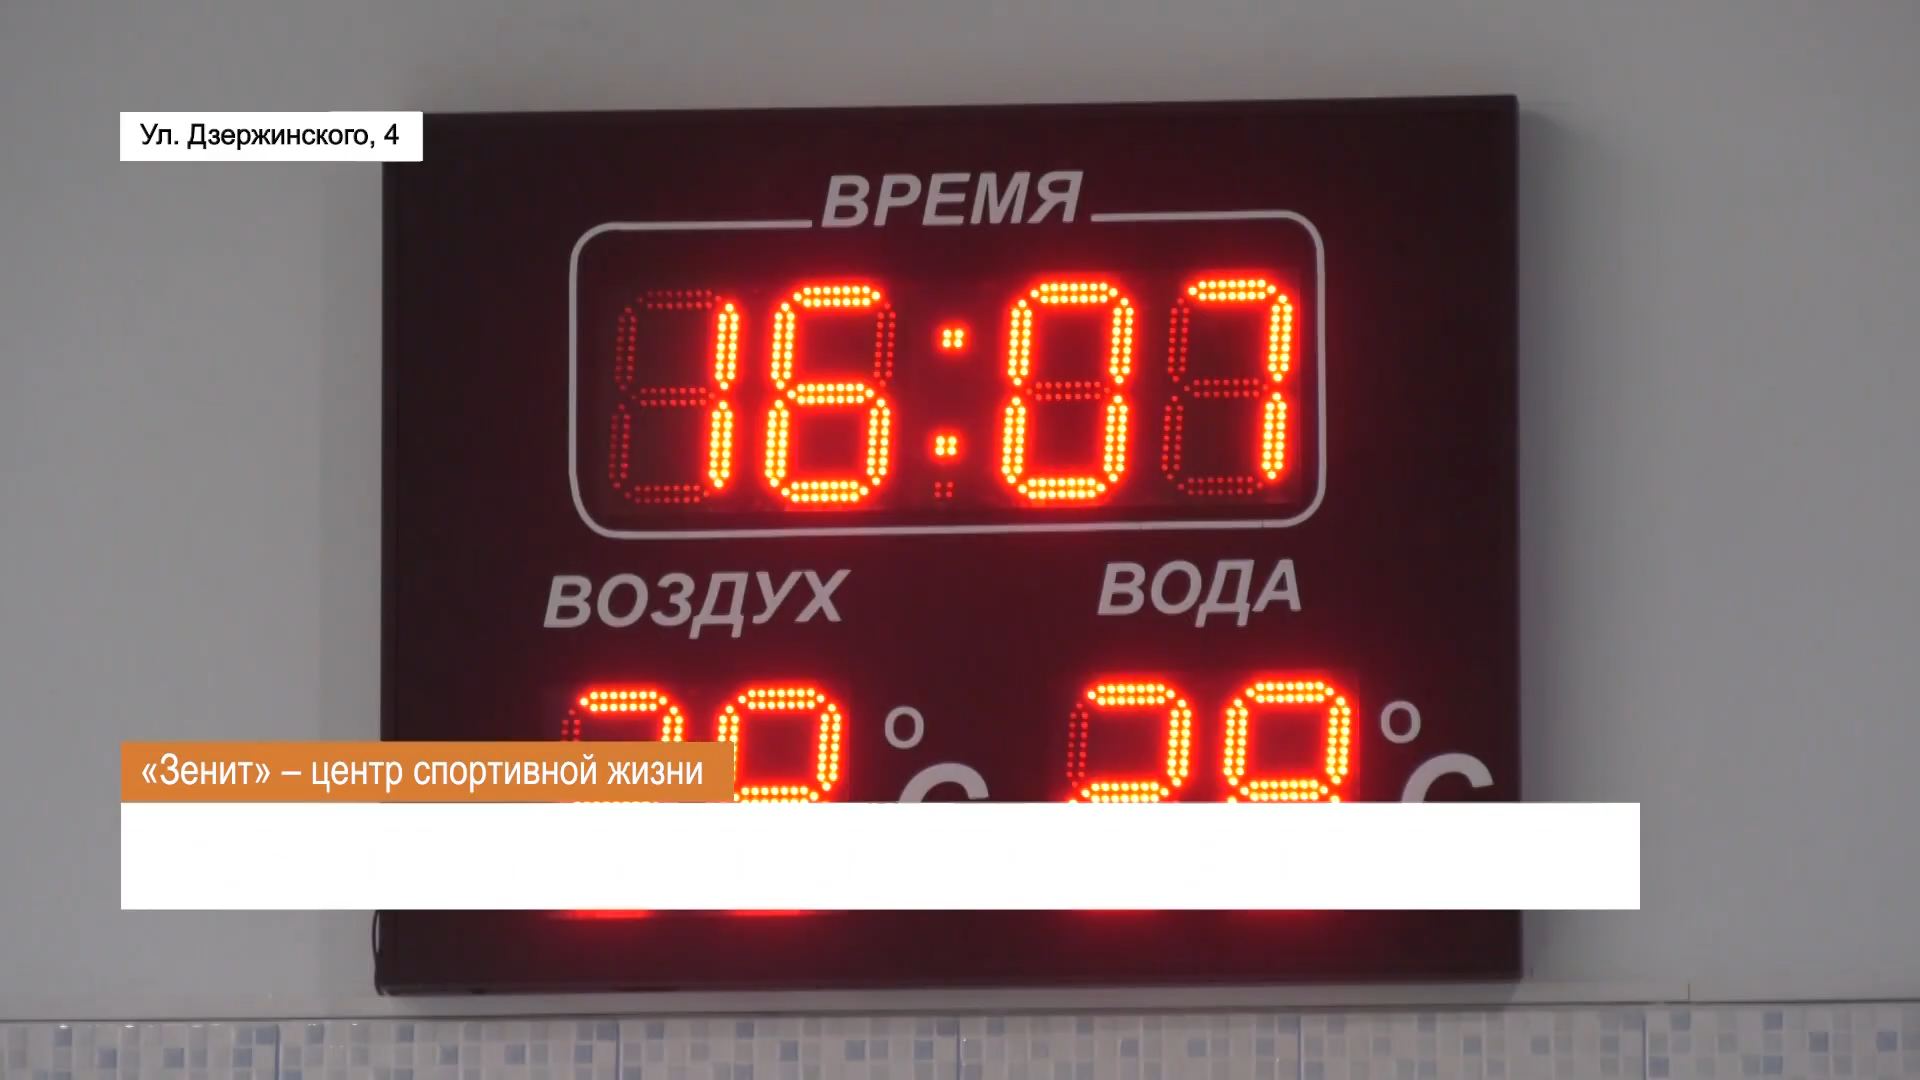 Ул. Дзержинского, 4
ВРЕМЯ
16:07
ВОЗДУХ ВОДА
°C °C
«Зенит» – центр спортивной жизни